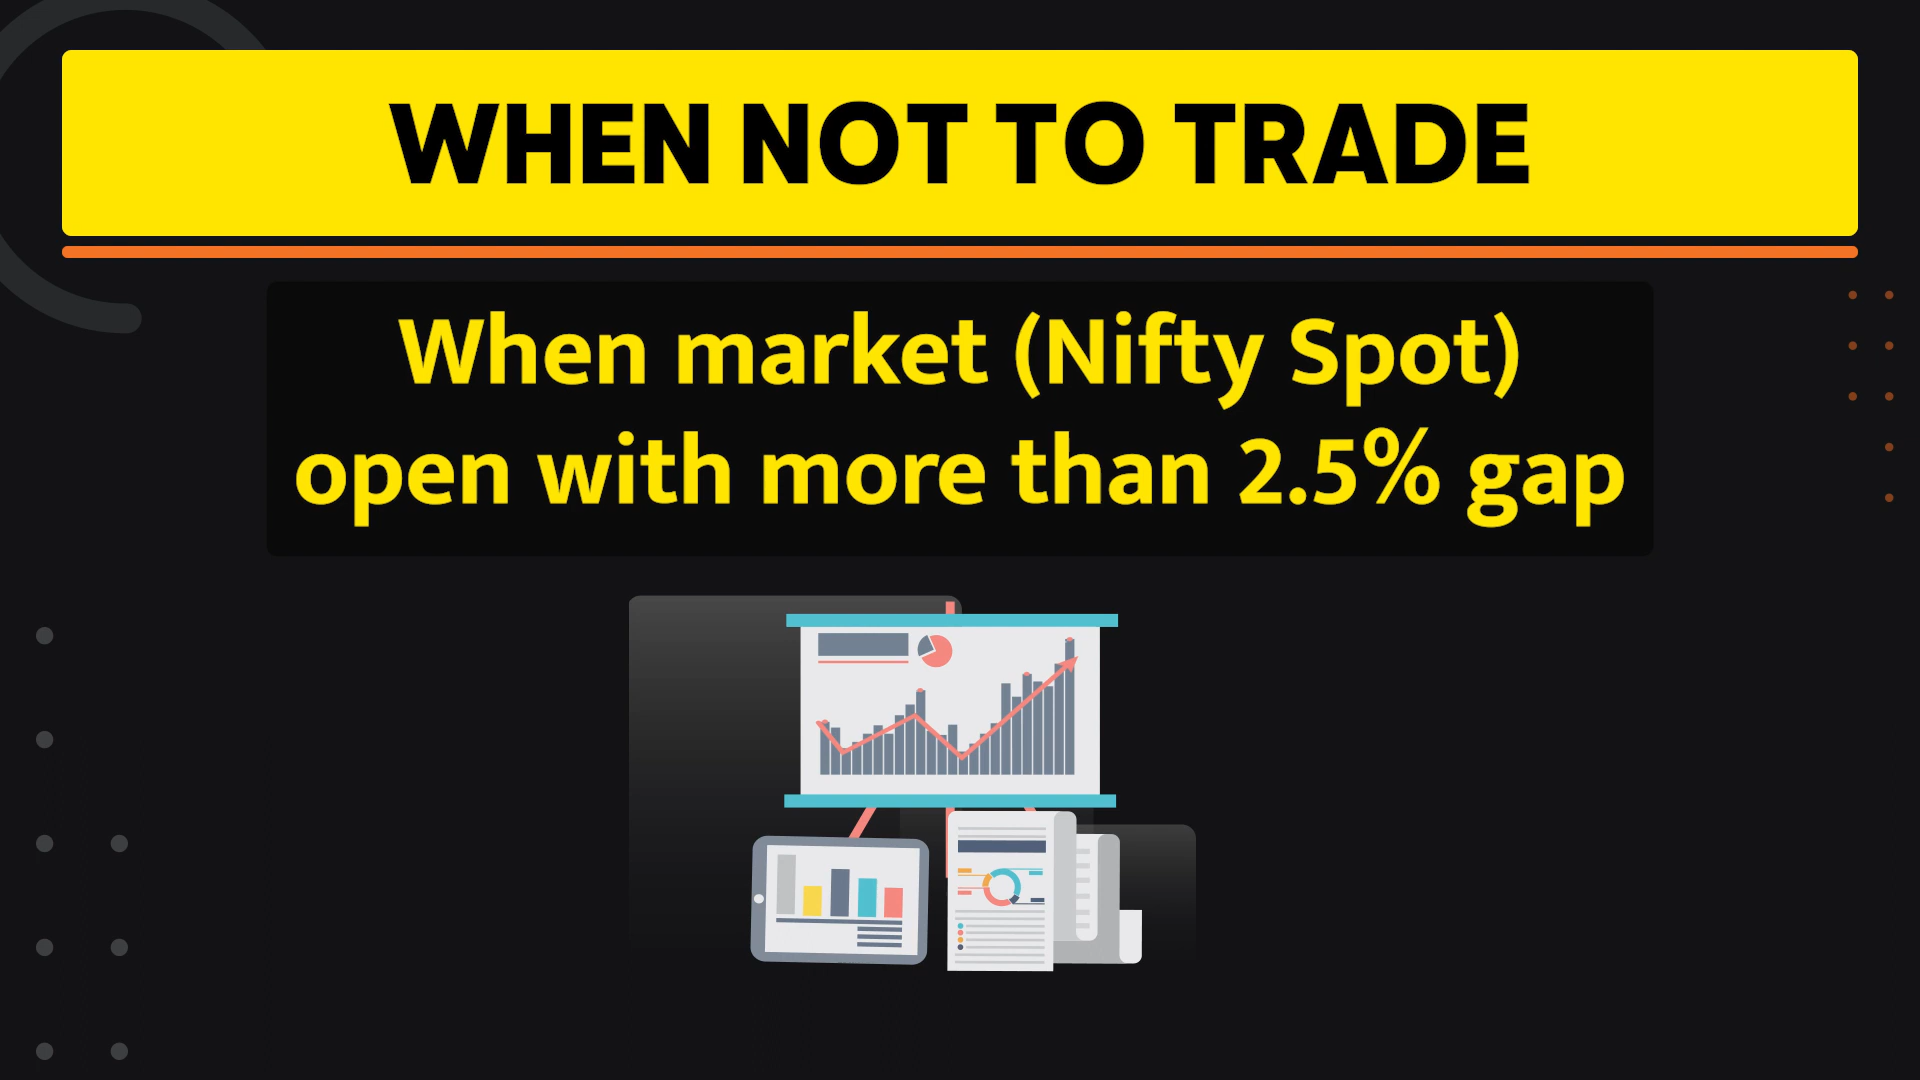 WHEN NOT TO TRADE
When market (Nifty Spot)
open with more than 2.5% gap